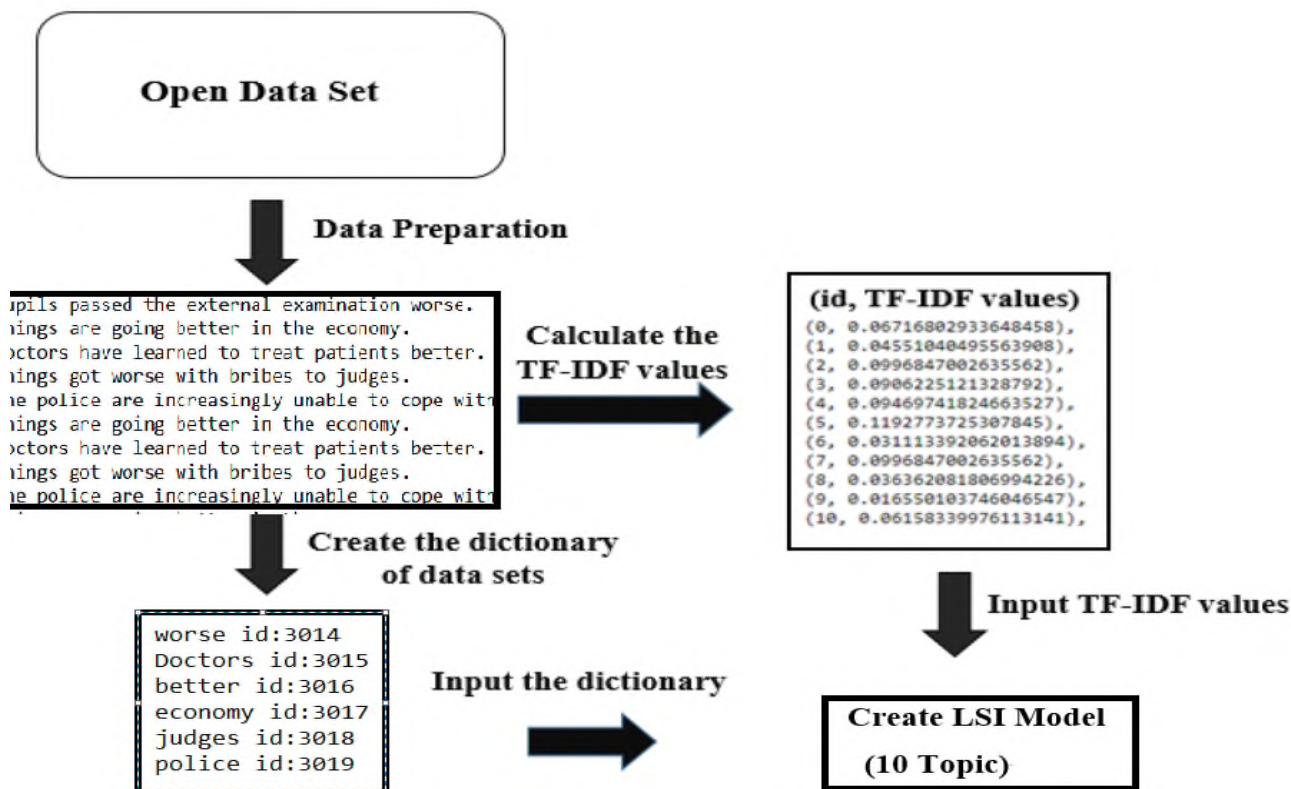 Open Data Set
Data Preparation
upils passed the external examination worse.
nings are going better in the economy.
octors have learned to treat patients better.
nings got worse with bribes to judges.
ne police are increasingly unable to cope with
nings are going better in the economy.
octors have learned to treat patients better.
nings got worse with bribes to judges.
ne police are increasingly unable to cope with
Calculate the
TF-IDF values
(id, TF-IDF values)
(0, 0.06716802933648458),
(1, 0.04551040495563908),
(2, 0.0996847002635562),
(3, 0.0906225121328792),
(4, 0.09469741824663527),
(5, 0.1192773725307845),
(6, 0.031113392062013894),
(7, 0.0996847002635562),
(8, 0.036362081806994226),
(9, 0.016550103746046547),
(10, 0.06158339976113141),
Create the dictionary
of data sets
Input TF-IDF values
worse id:3014
Doctors id:3015
better id:3016
economy id:3017
judges id:3018
police id:3019
Input the dictionary
Create LSI Model
(10 Topic)